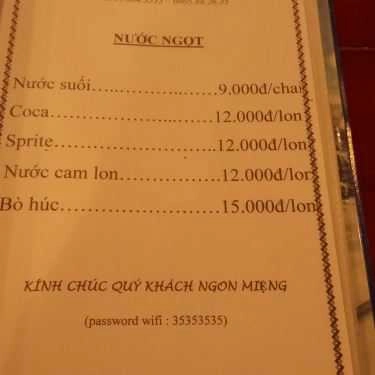 NƯỚC NGỌT
Nước suối…..………..……9.000đ/chai
Coca………………..……12.000đ/lon
Sprite……………………12.000đ/lon
Nước cam lon……………12.000đ/lon
Bò húc……………………15.000đ/lon
KÍNH CHÚC QUÝ KHÁCH NGON MIỆNG
(password wifi : 35353535)